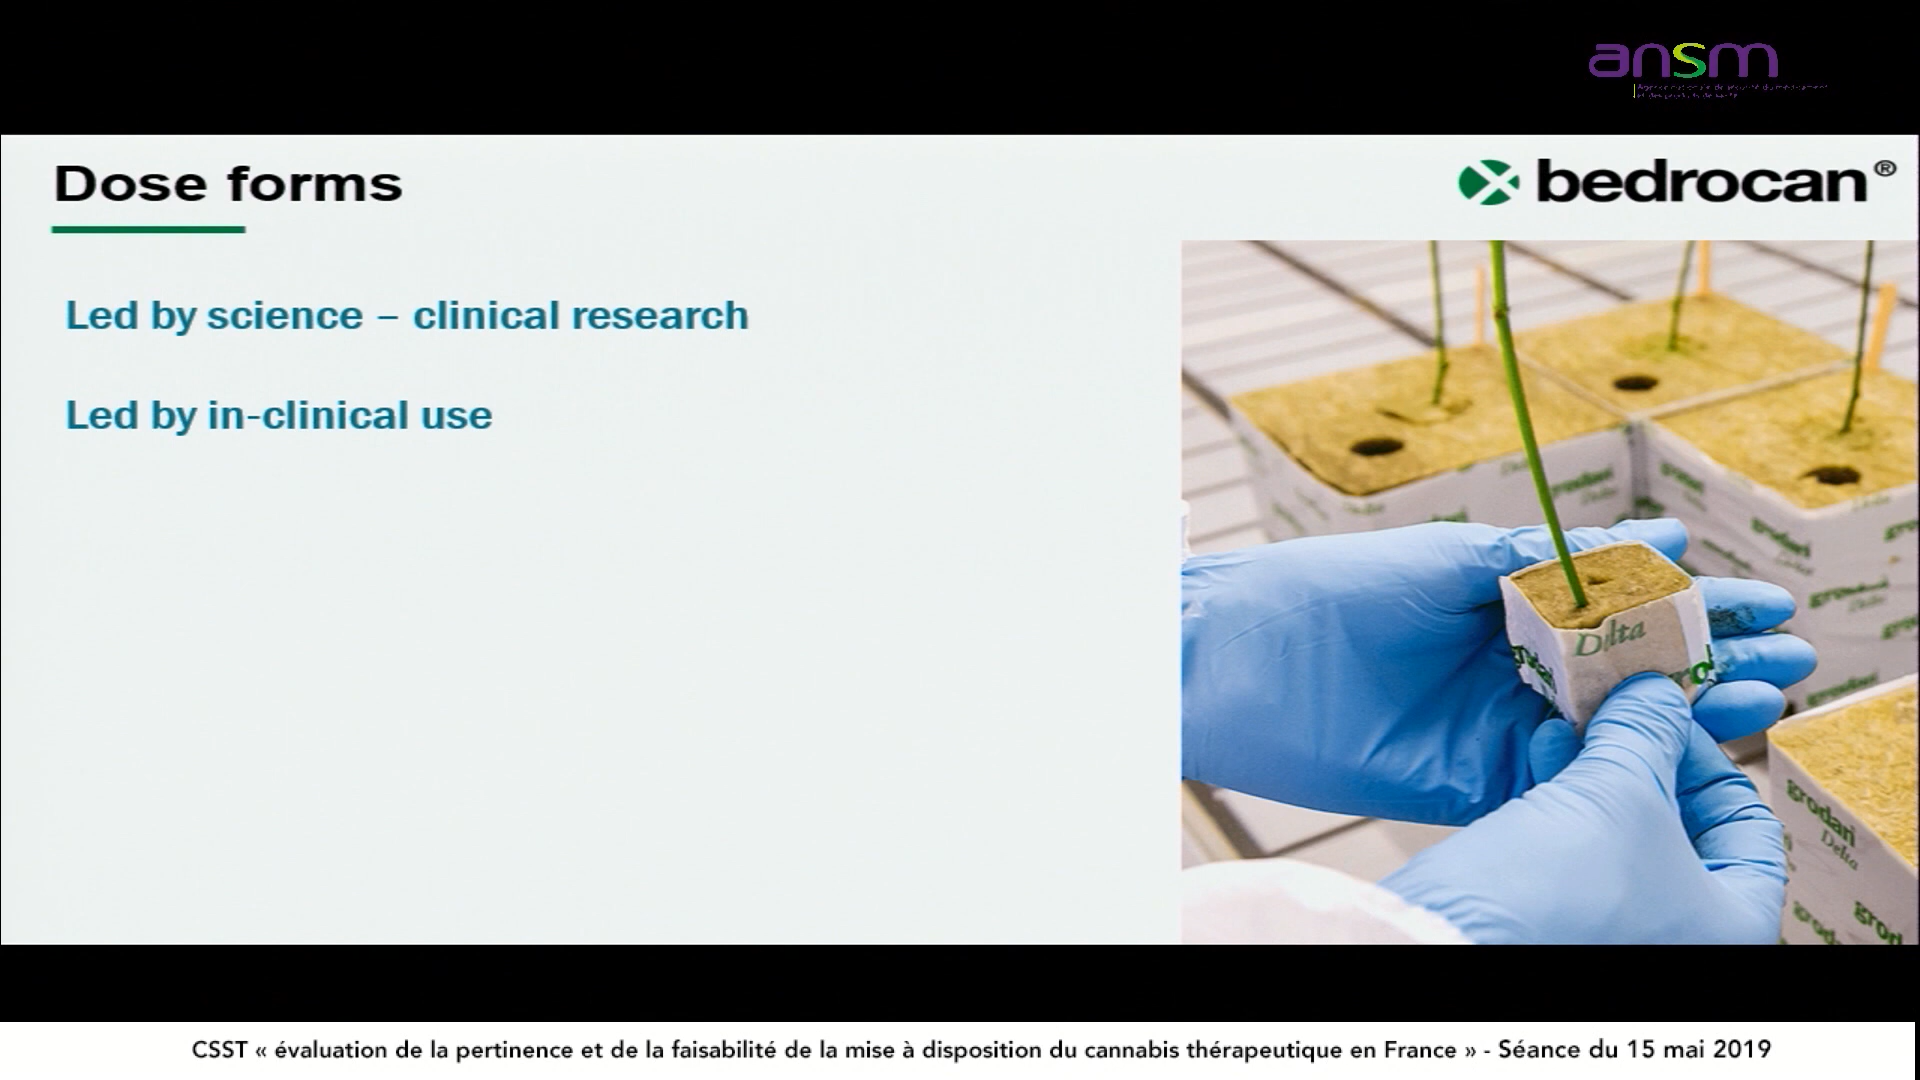 ansm
Dose forms
bedrocan®
Led by science – clinical research
Led by in-clinical use
Delta
grodan
Delta
CSST « évaluation de la pertinence et de la faisabilité de la mise à disposition du cannabis thérapeutique en France » - Séance du 15 mai 2019